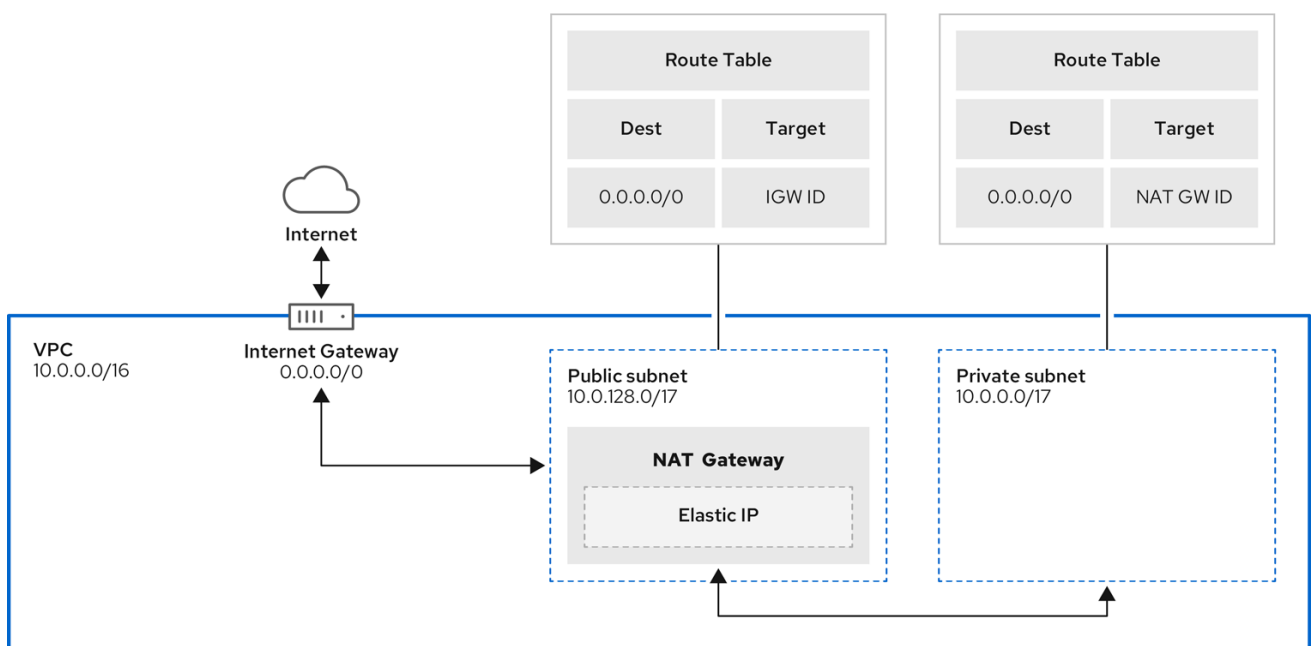 Route Table
Dest
Target
0.0.0.0/0
IGW ID
Route Table
Dest
Target
0.0.0.0/0
NAT GW ID
Internet
VPC
10.0.0.0/16
Internet Gateway
0.0.0.0/0
Public subnet
10.0.128.0/17
NAT Gateway
Elastic IP
Private subnet
10.0.0.0/17